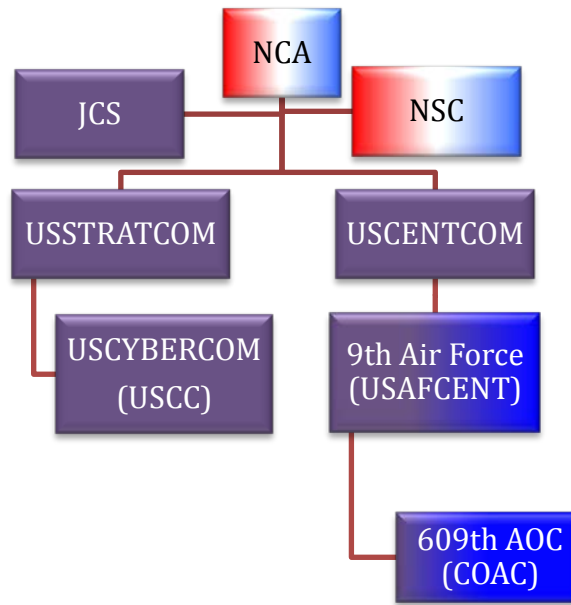 NCA
JCS
NSC
USSTRATCOM
USCENTCOM
USCYBERCOM
(USCC)
9th Air Force
(USAFCENT)
609th AOC
(COAC)